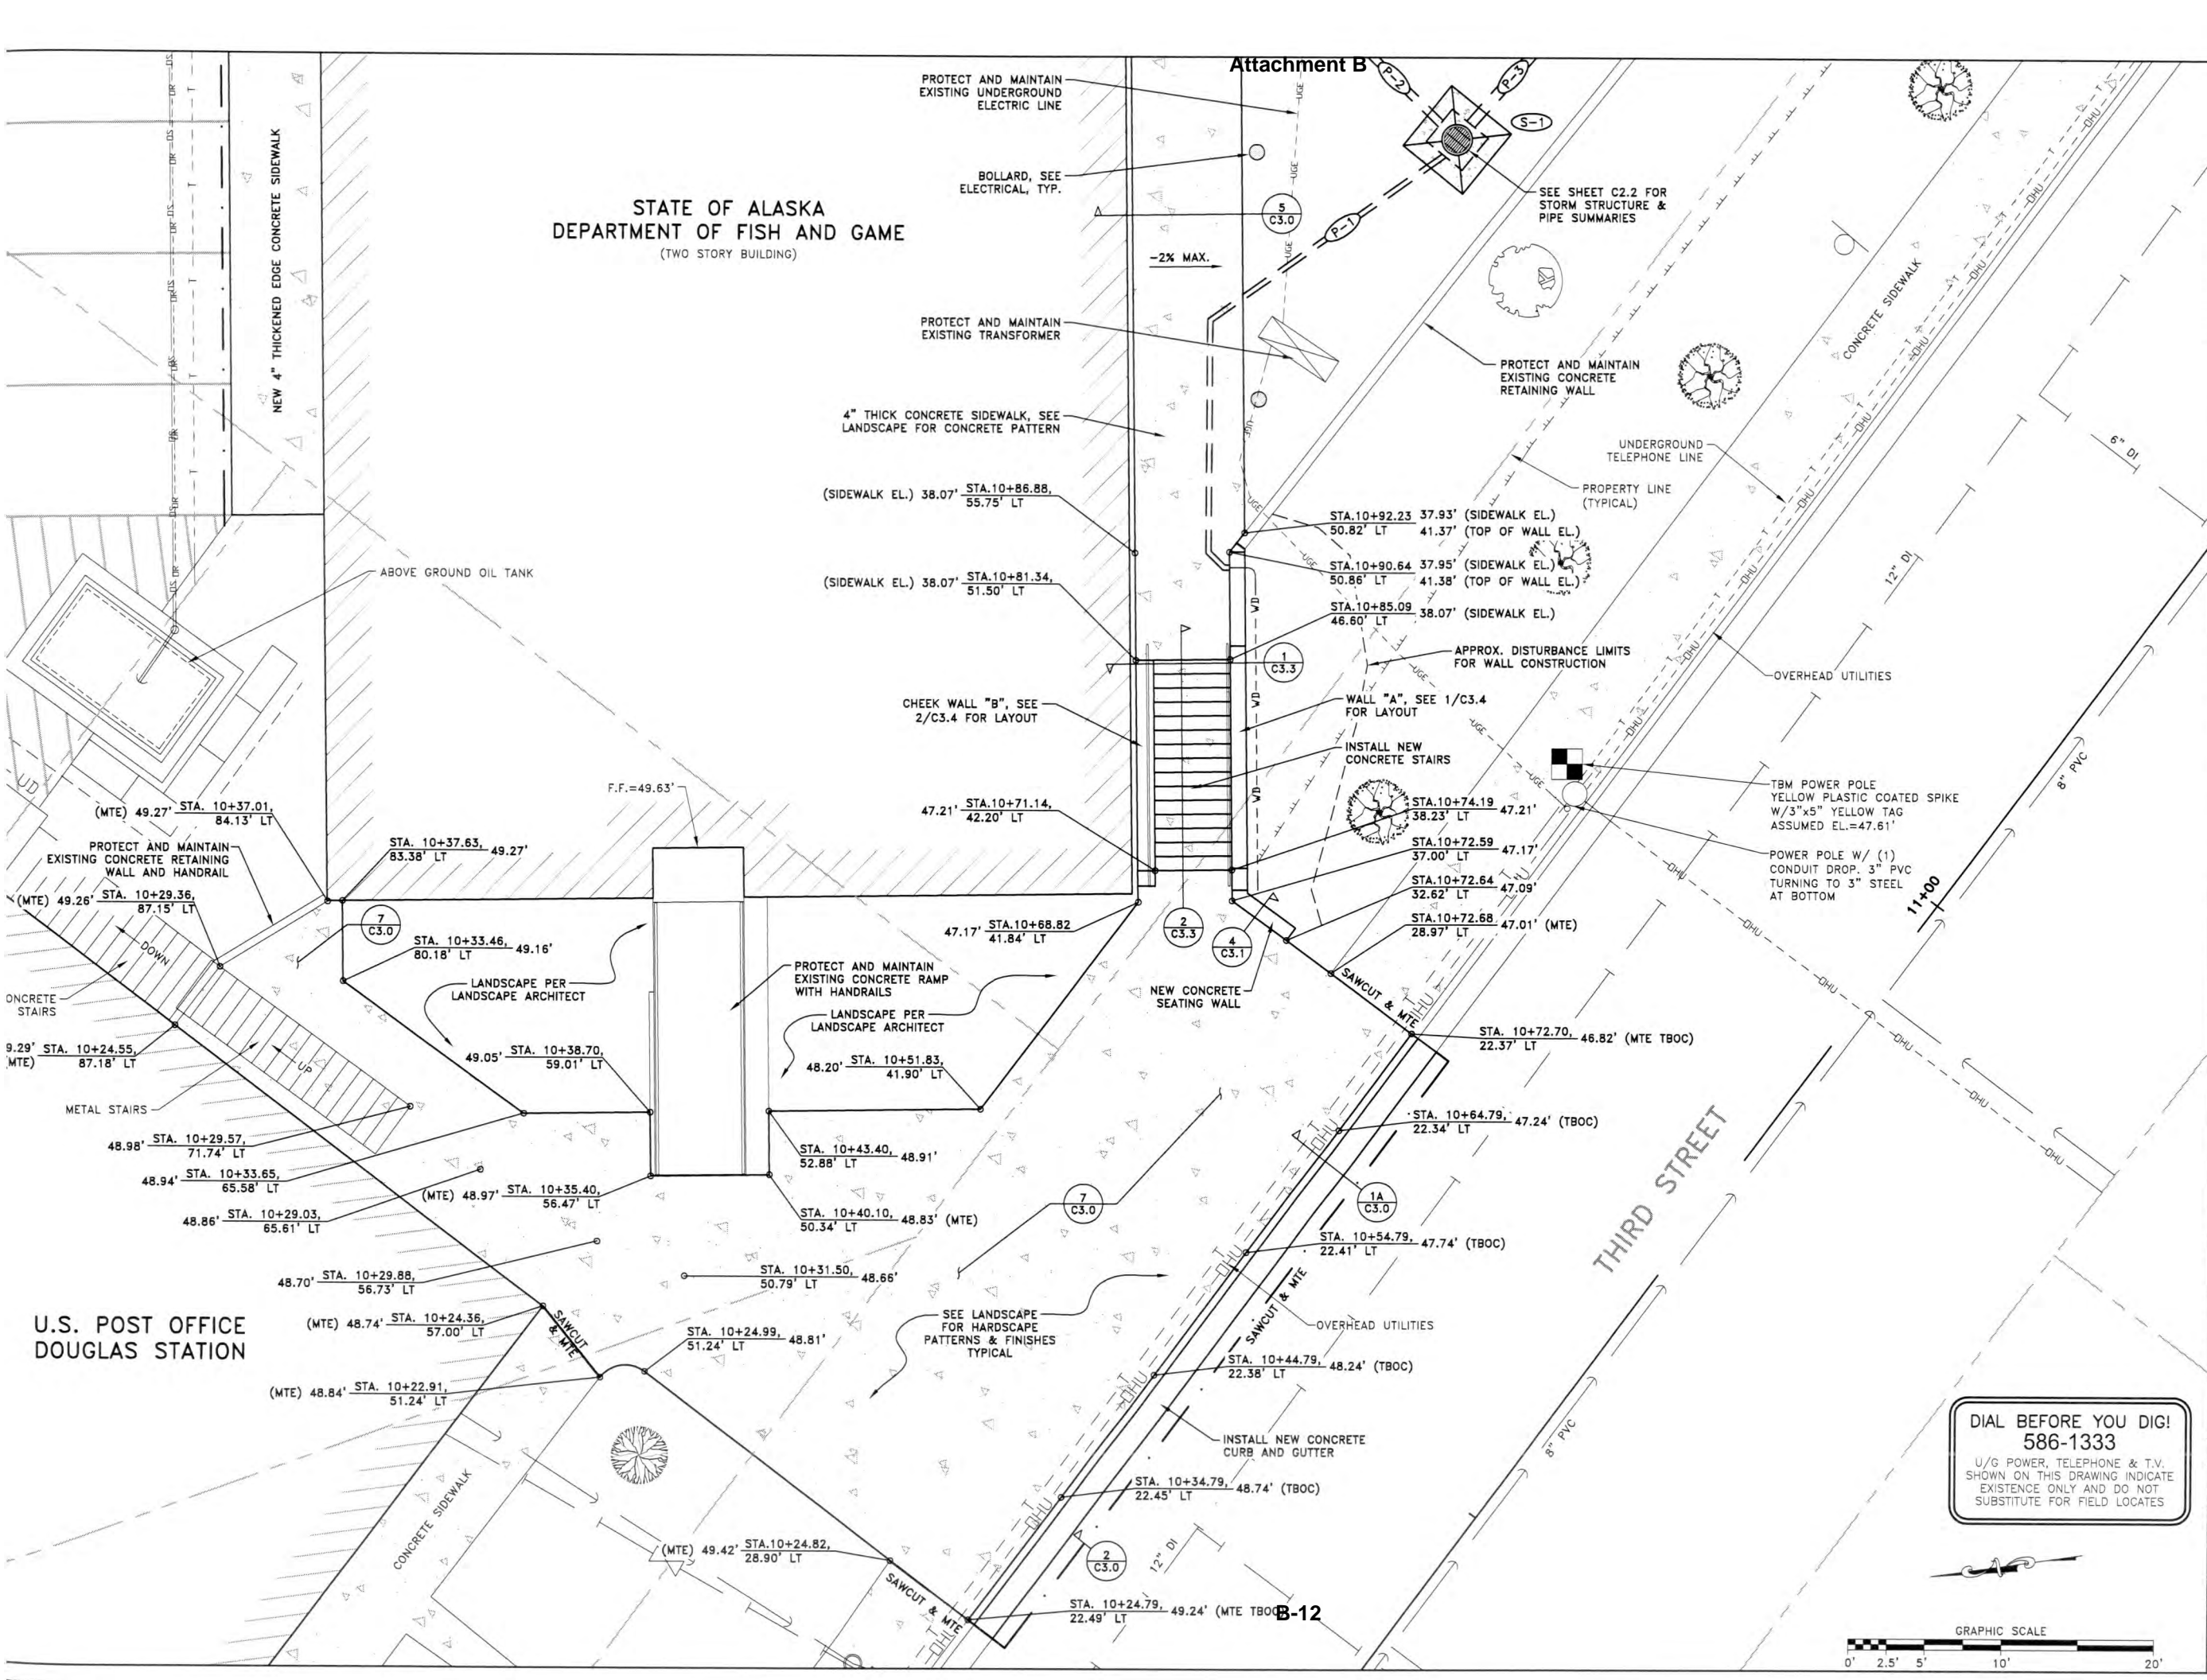 Attachment B
PROTECT AND MAINTAIN
EXISTING UNDERGROUND
ELECTRIC LINE
P-2
P-3
S-1
BOLLARD, SEE
ELECTRICAL, TYP.
5
C3.0
P-1
SEE SHEET C2.2 FOR
STORM STRUCTURE &
PIPE SUMMARIES
NEW 4" THICKENED EDGE CONCRETE SIDEWALK
STATE OF ALASKA
DEPARTMENT OF FISH AND GAME
(TWO STORY BUILDING)
-2% MAX.
PROTECT AND MAINTAIN
EXISTING TRANSFORMER
PROTECT AND MAINTAIN
EXISTING CONCRETE
RETAINING WALL
CONCRETE SIDEWALK
4" THICK CONCRETE SIDEWALK, SEE
LANDSCAPE FOR CONCRETE PATTERN
UNDERGROUND
TELEPHONE LINE
PROPERTY LINE
(TYPICAL)
6" DI
12" DI
(SIDEWALK EL.) 38.07' STA.10+86.88,
55.75' LT
STA.10+92.23 37.93' (SIDEWALK EL.)
50.82' LT 41.37' (TOP OF WALL EL.)
STA.10+90.64 37.95' (SIDEWALK EL.)
50.86' LT 41.38' (TOP OF WALL EL.)
(SIDEWALK EL.) 38.07' STA.10+81.34,
51.50' LT
STA.10+85.09 38.07' (SIDEWALK EL.)
46.60' LT
ABOVE GROUND OIL TANK
APPROX. DISTURBANCE LIMITS
FOR WALL CONSTRUCTION
1
C3.3
OVERHEAD UTILITIES
CHEEK WALL "B", SEE
2/C3.4 FOR LAYOUT
WALL "A", SEE 1/C3.4
FOR LAYOUT
INSTALL NEW
CONCRETE STAIRS
UD
F.F.=49.63'
TBM POWER POLE
YELLOW PLASTIC COATED SPIKE
W/3"x5" YELLOW TAG
ASSUMED EL.=47.61'
8" PVC
(MTE) 49.27' STA. 10+37.01,
84.13' LT
47.21' STA.10+71.14,
42.20' LT
STA.10+74.19 47.21'
38.23' LT
PROTECT AND MAINTAIN
EXISTING CONCRETE RETAINING
WALL AND HANDRAIL
STA. 10+37.63, 49.27'
83.38' LT
STA.10+72.59 47.17'
37.00' LT
POWER POLE W/ (1)
CONDUIT DROP. 3" PVC
TURNING TO 3" STEEL
AT BOTTOM
(MTE) 49.26' STA. 10+29.36,
87.15' LT
STA.10+72.64 47.09'
32.62' LT
11+00
7
C3.0
47.17' STA.10+68.82
41.84' LT
2
C3.3
4
C3.1
STA.10+72.68 47.01' (MTE)
28.97' LT
DOWN
STA. 10+33.46, 49.16'
80.18' LT
LANDSCAPE PER
LANDSCAPE ARCHITECT
PROTECT AND MAINTAIN
EXISTING CONCRETE RAMP
WITH HANDRAILS
NEW CONCRETE
SEATING WALL
SAWCUT & MTE
ONCRETE
STAIRS
LANDSCAPE PER
LANDSCAPE ARCHITECT
9.29' STA. 10+24.55,
MTE) 87.18' LT
UP
49.05' STA. 10+38.70,
59.01' LT
48.20' STA. 10+51.83,
41.90' LT
STA. 10+72.70, 46.82' (MTE TBOC)
22.37' LT
METAL STAIRS
48.98' STA. 10+29.57,
71.74' LT
STA. 10+64.79, 47.24' (TBOC)
22.34' LT
THIRD STREET
STA. 10+43.40, 48.91'
52.88' LT
48.94' STA. 10+33.65,
65.58' LT
(MTE) 48.97' STA. 10+35.40,
56.47' LT
7
C3.0
1A
C3.0
48.86' STA. 10+29.03,
65.61' LT
STA. 10+40.10, 48.83' (MTE)
50.34' LT
STA. 10+54.79, 47.74' (TBOC)
22.41' LT
48.70' STA. 10+29.88,
56.73' LT
STA. 10+31.50, 48.66'
50.79' LT
SAWCUT & MTE
U.S. POST OFFICE
DOUGLAS STATION
(MTE) 48.74' STA. 10+24.36,
57.00' LT
SAWCUT
& MTE
STA. 10+24.99, 48.81'
51.24' LT
SEE LANDSCAPE
FOR HARDSCAPE
PATTERNS & FINISHES
TYPICAL
OVERHEAD UTILITIES
(MTE) 48.84' STA. 10+22.91,
51.24' LT
STA. 10+44.79, 48.24' (TBOC)
22.38' LT
INSTALL NEW CONCRETE
CURB AND GUTTER
8" PVC
DIAL BEFORE YOU DIG!
586-1333
U/G POWER, TELEPHONE & T.V.
SHOWN ON THIS DRAWING INDICATE
EXISTENCE ONLY AND DO NOT
SUBSTITUTE FOR FIELD LOCATES
CONCRETE SIDEWALK
STA. 10+34.79, 48.74' (TBOC)
22.45' LT
(MTE) 49.42' STA.10+24.82,
28.90' LT
2
C3.0
12" DI
SAWCUT & MTE
STA. 10+24.79, 49.24' (MTE TBOC)
22.49' LT
B-12
GRAPHIC SCALE
0' 2.5' 5' 10' 20'